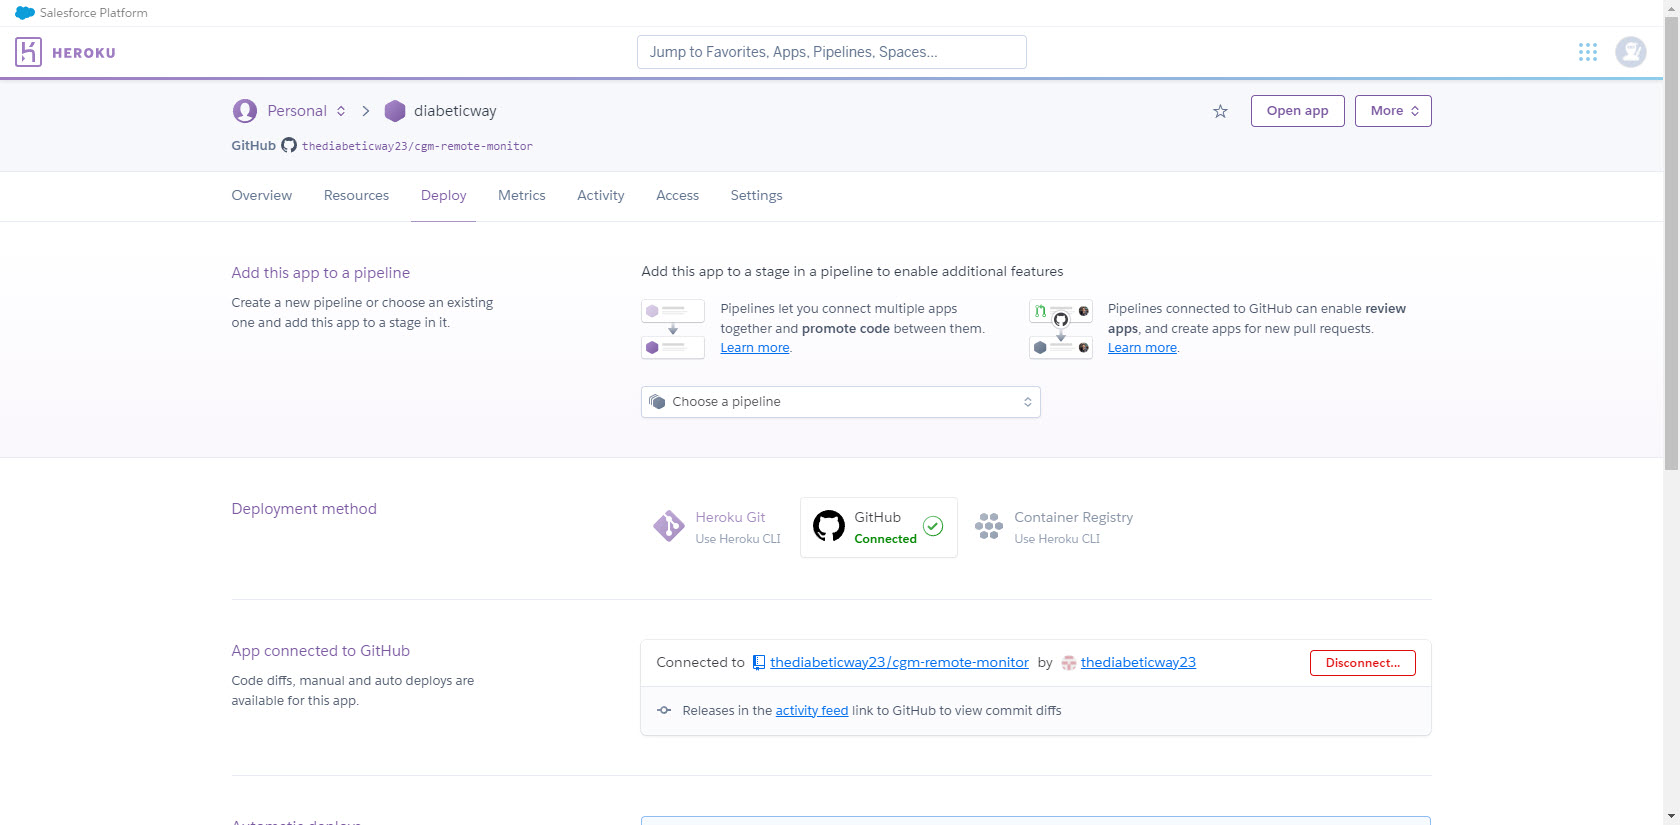 Salesforce Platform
HEROKU
Jump to Favorites, Apps, Pipelines, Spaces...
Personal
diabeticway
Open app
More
GitHub thediabeticway23/cgm-remote-monitor
Overview
Resources
Deploy
Metrics
Activity
Access
Settings
Add this app to a pipeline
Create a new pipeline or choose an existing
one and add this app to a stage in it.
Add this app to a stage in a pipeline to enable additional features
Pipelines let you connect multiple apps
together and promote code between them.
Learn more.
Pipelines connected to GitHub can enable review
apps, and create apps for new pull requests.
Learn more.
Choose a pipeline
Deployment method
Heroku Git
Use Heroku CLI
GitHub
Connected
Container Registry
Use Heroku CLI
App connected to GitHub
Code diffs, manual and auto deploys are
available for this app.
Connected to thediabeticway23/cgm-remote-monitor by thediabeticway23
Disconnect...
Releases in the activity feed link to GitHub to view commit diffs
Automatic deploys